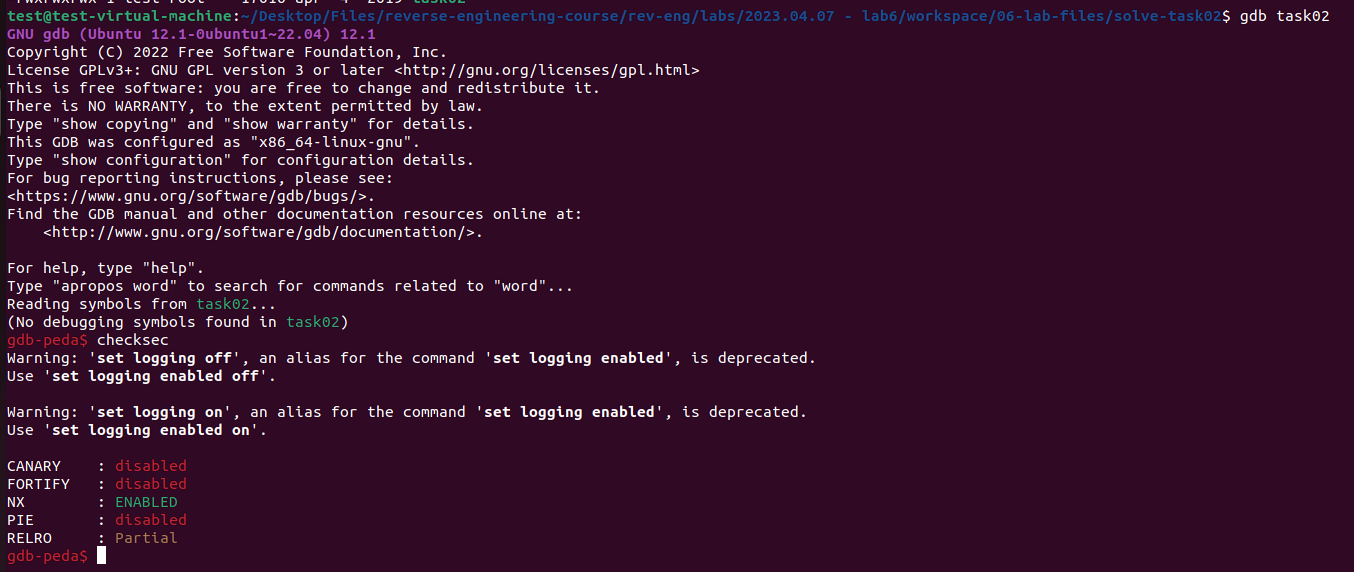 -rwxrwxrwx 1 test root 17016 apr 4 2019 task02
test@test-virtual-machine:~/Desktop/Files/reverse-engineering-course/rev-eng/labs/2023.04.07 - lab6/workspace/06-lab-files/solve-task02$ gdb task02
GNU gdb (Ubuntu 12.1-0ubuntu1~22.04) 12.1
Copyright (C) 2022 Free Software Foundation, Inc.
License GPLv3+: GNU GPL version 3 or later <http://gnu.org/licenses/gpl.html>
This is free software: you are free to change and redistribute it.
There is NO WARRANTY, to the extent permitted by law.
Type "show copying" and "show warranty" for details.
This GDB was configured as "x86_64-linux-gnu".
Type "show configuration" for configuration details.
For bug reporting instructions, please see:
<https://www.gnu.org/software/gdb/bugs/>.
Find the GDB manual and other documentation resources online at:
    <http://www.gnu.org/software/gdb/documentation/>.
For help, type "help".
Type "apropos word" to search for commands related to "word"...
Reading symbols from task02...
(No debugging symbols found in task02)
gdb-peda$ checksec
Warning: 'set logging off', an alias for the command 'set logging enabled', is deprecated.
Use 'set logging enabled off'.
Warning: 'set logging on', an alias for the command 'set logging enabled', is deprecated.
Use 'set logging enabled on'.
CANARY    : disabled
FORTIFY   : disabled
NX        : ENABLED
PIE       : disabled
RELRO     : Partial
gdb-peda$